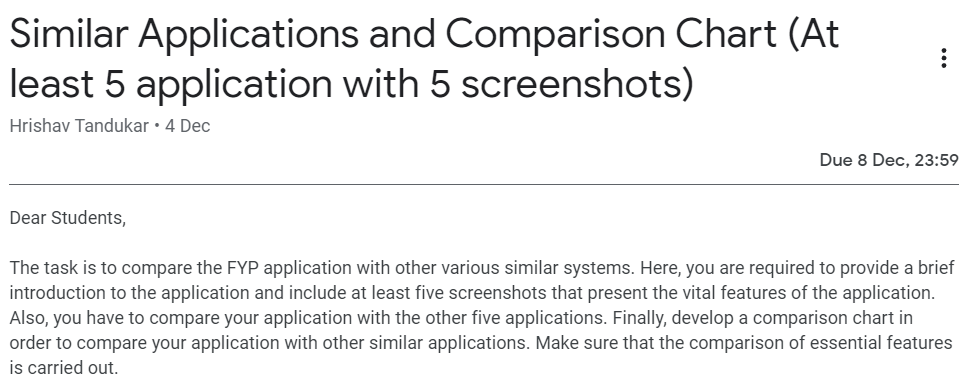 Similar Applications and Comparison Chart (At
least 5 application with 5 screenshots)
Hrishav Tandukar • 4 Dec
Due 8 Dec, 23:59
Dear Students,
The task is to compare the FYP application with other various similar systems. Here, you are required to provide a brief
introduction to the application and include at least five screenshots that present the vital features of the application.
Also, you have to compare your application with the other five applications. Finally, develop a comparison chart in
order to compare your application with other similar applications. Make sure that the comparison of essential features
is carried out.